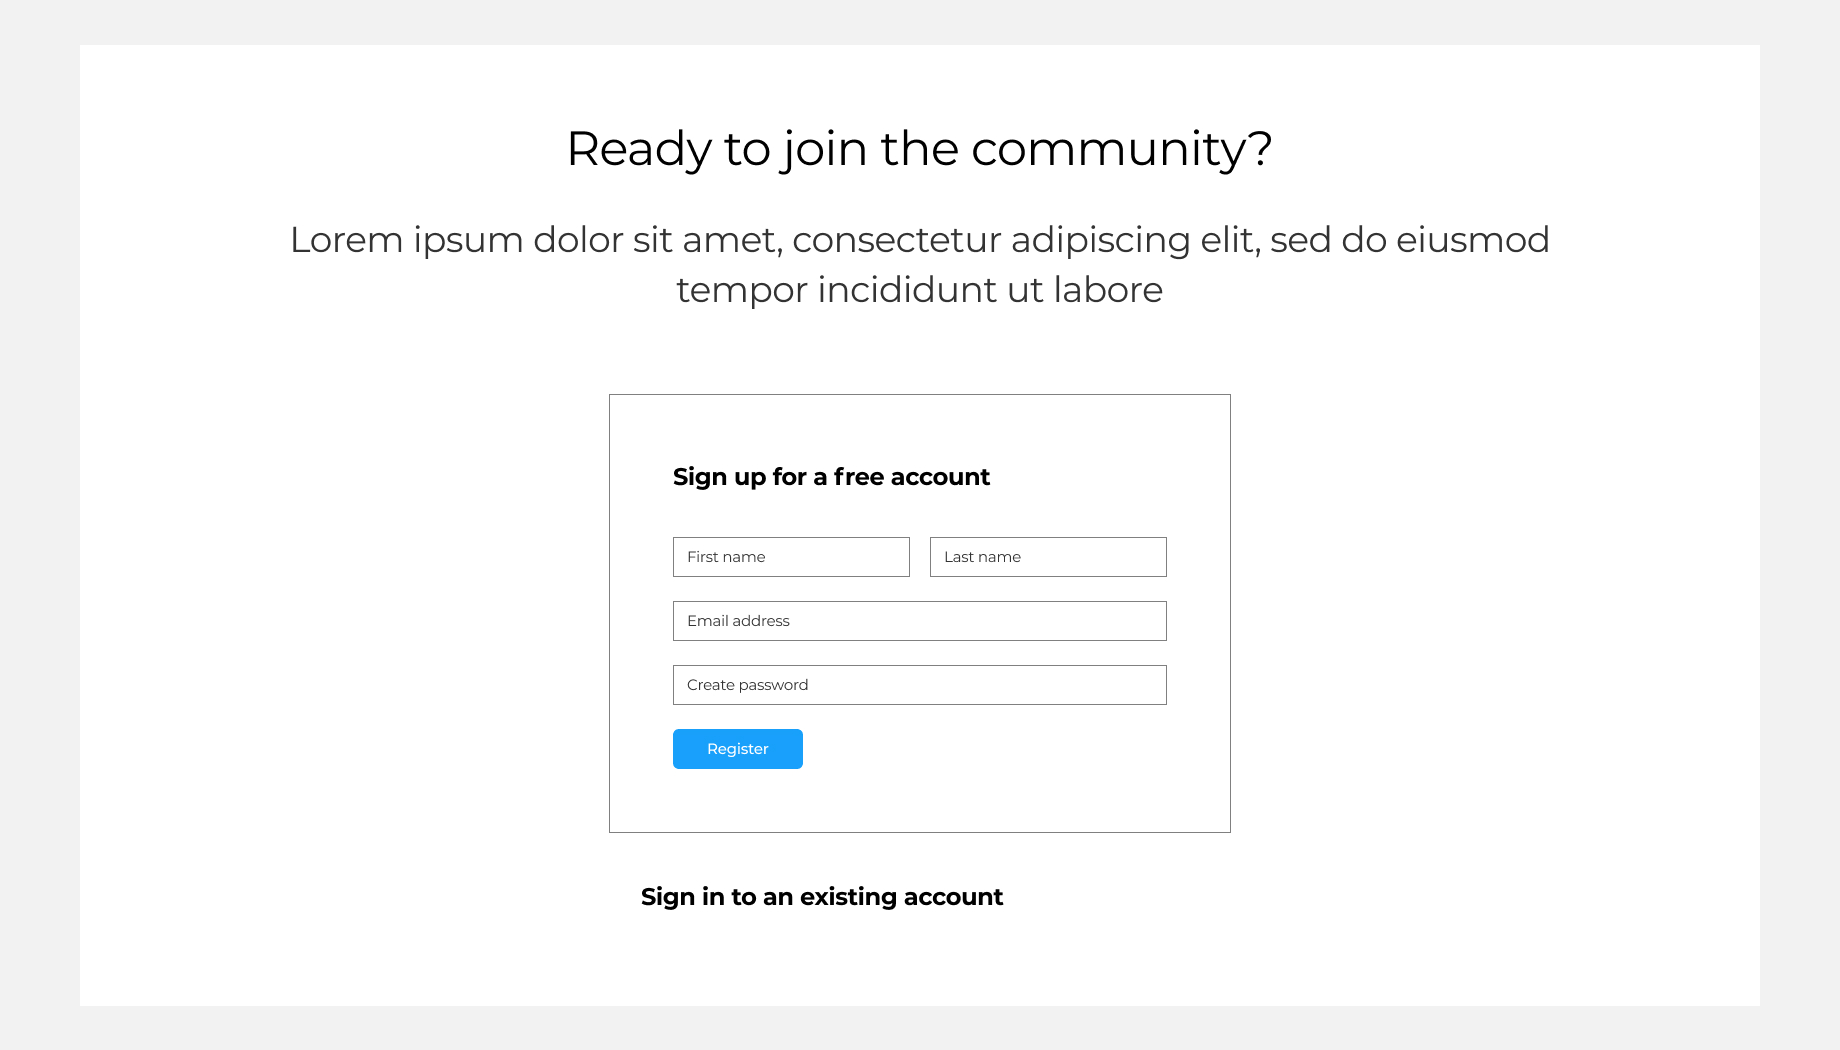 Ready to join the community?
Lorem ipsum dolor sit amet, consectetur adipiscing elit, sed do eiusmod
tempor incididunt ut labore
Sign up for a free account
First name
Last name
Email address
Create password
Register
Sign in to an existing account